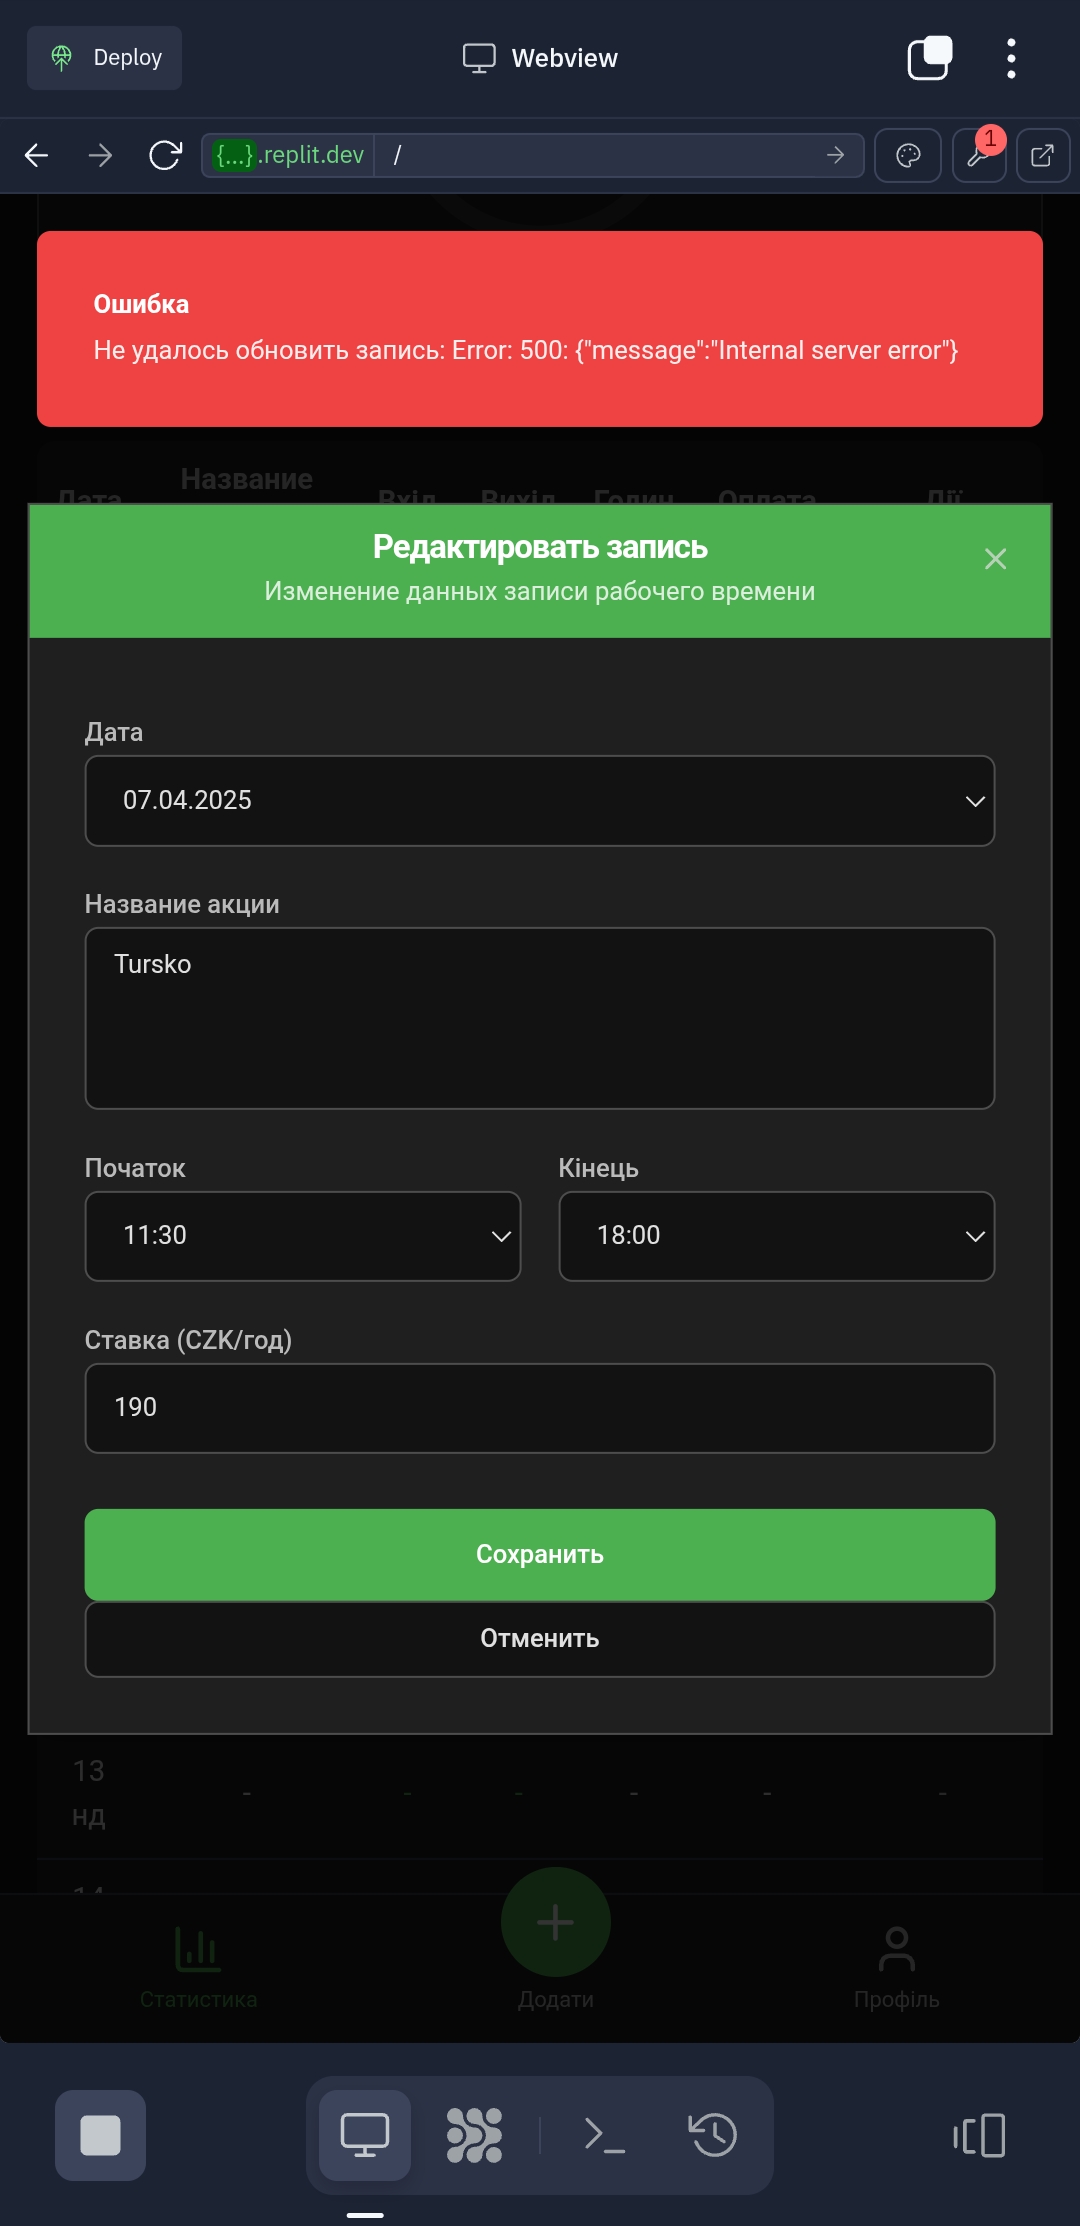 Deploy
Webview
{...}.replit.dev
/
1
Ошибка
Не удалось обновить запись: Error: 500: {"message":"Internal server error"}
Название
Дата Вхід Вихід Годин Оплата Дії
Редактировать запись
Изменение данных записи рабочего времени
Дата
07.04.2025
Название акции
Tursko
Початок Кінець
11:30 18:00
Ставка (CZK/год)
190
Сохранить
Отменить
13
нд
- - - - - -
14
Статистика Додати Профіль